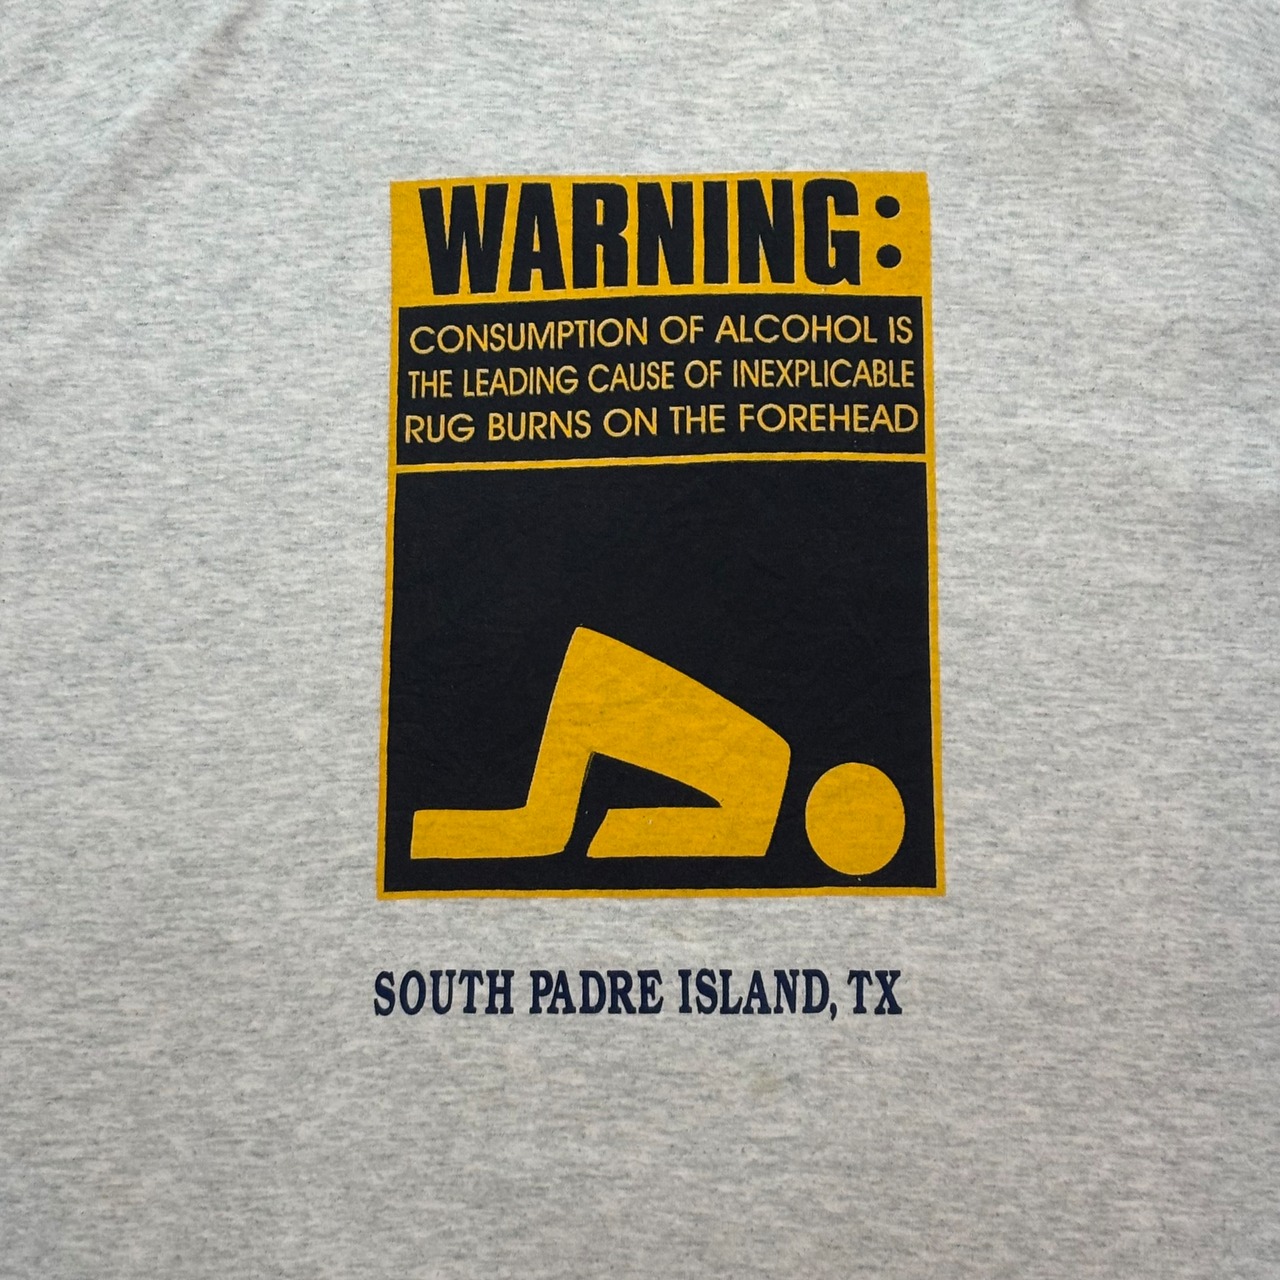 WARNING:
CONSUMPTION OF ALCOHOL IS
THE LEADING CAUSE OF INEXPLICABLE
RUG BURNS ON THE FOREHEAD
SOUTH PADRE ISLAND, TX